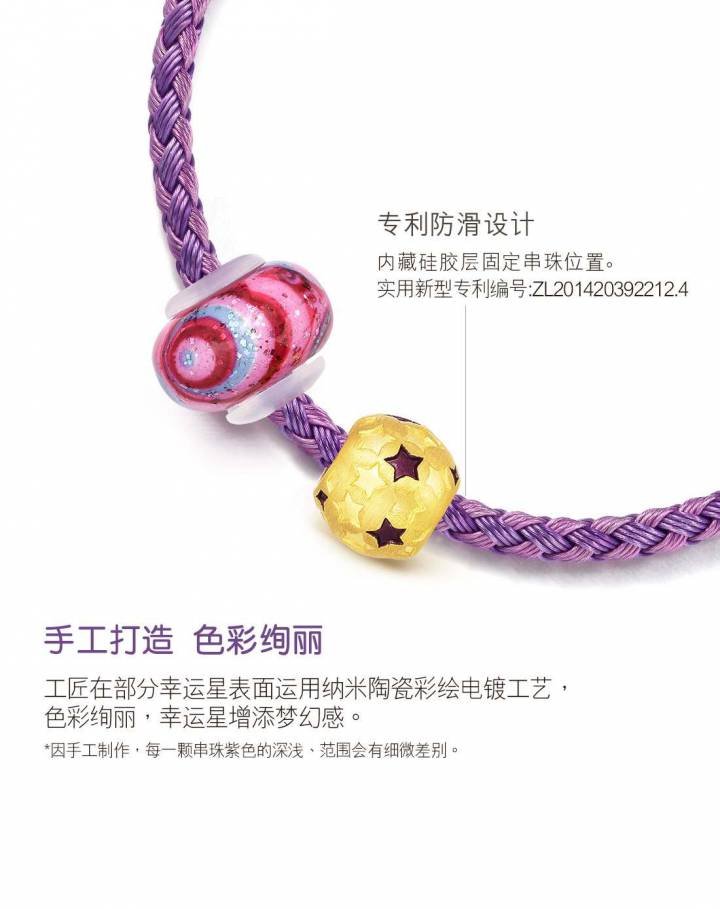 专利防滑设计
内藏硅胶层固定串珠位置。
实用新型专利编号:ZL201420392212.4
手工打造 色彩绚丽
工匠在部分幸运星表面运用纳米陶瓷彩绘电镀工艺，
色彩绚丽，幸运星增添梦幻感。
*因手工制作，每一颗串珠紫色的深浅、范围会有细微差别。